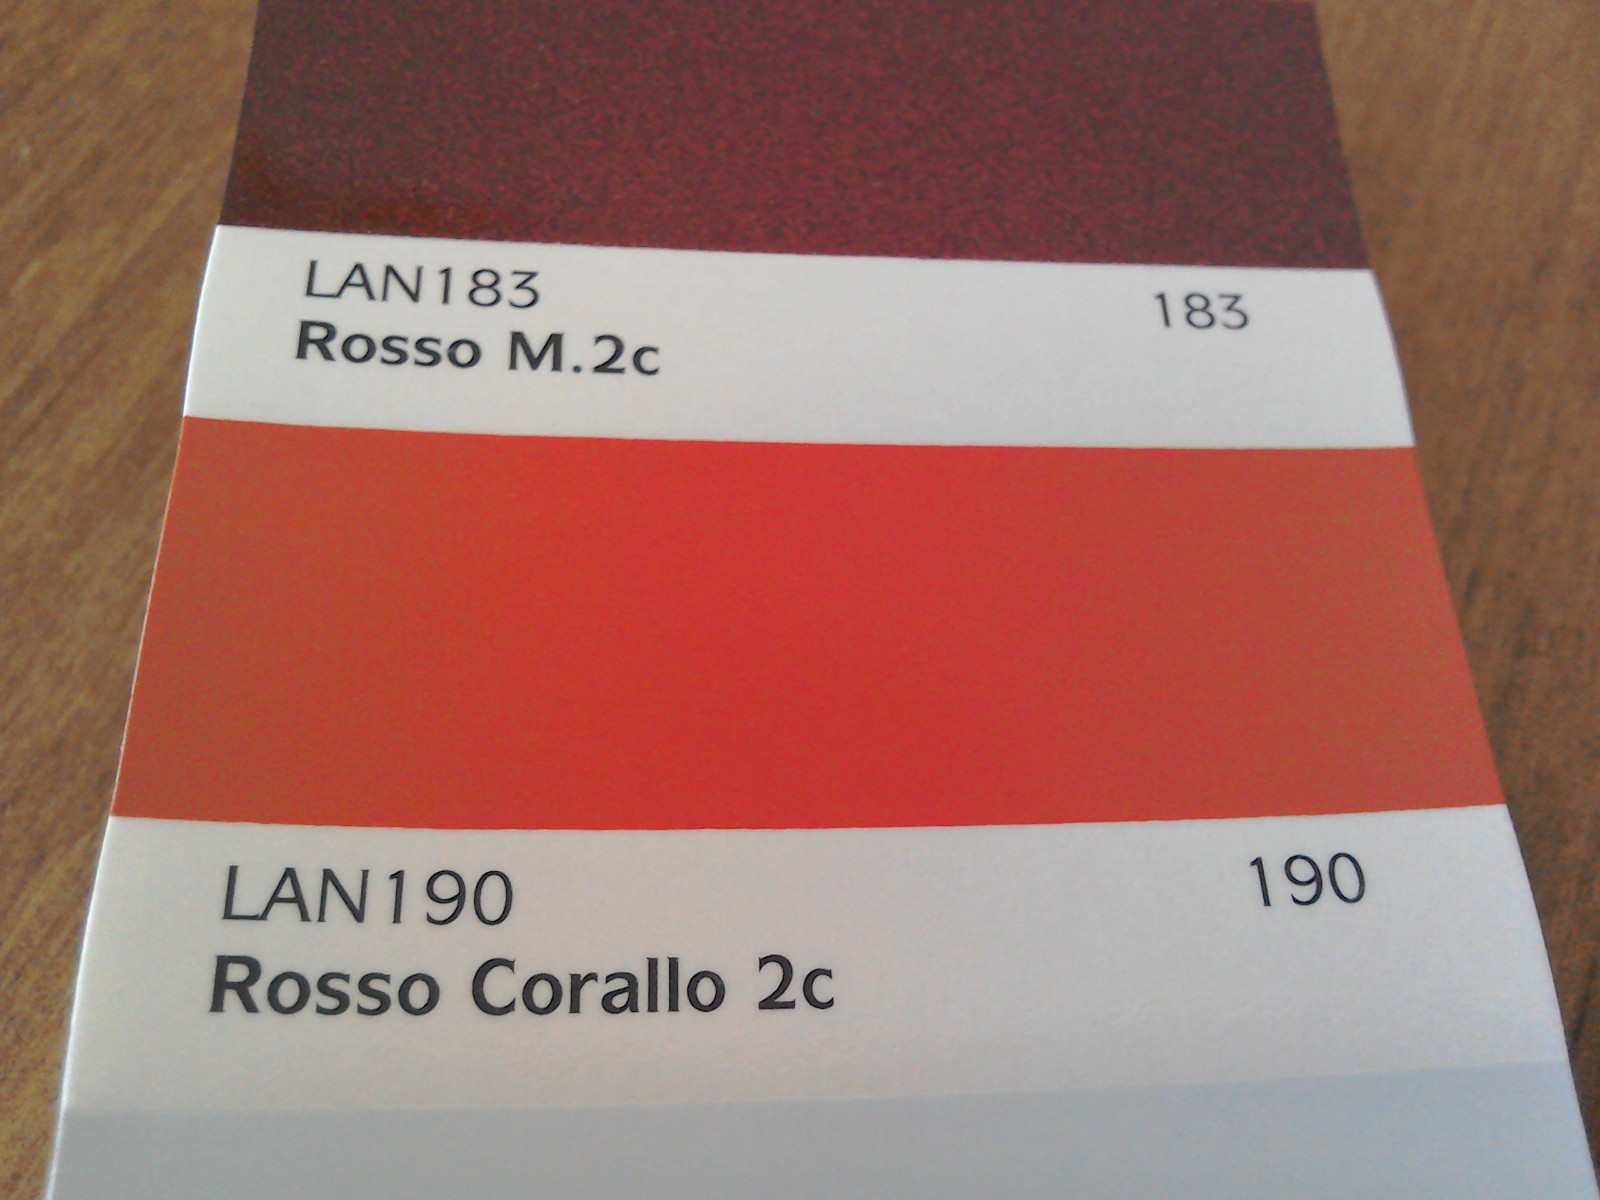 LAN183 183
Rosso M.2c
LAN190 190
Rosso Corallo 2c